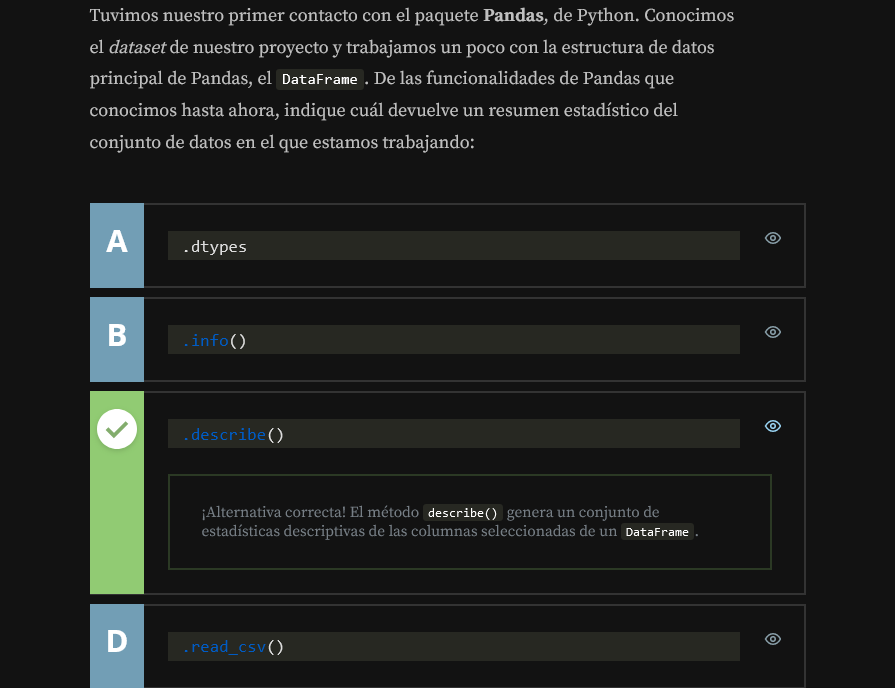 Tuvimos nuestro primer contacto con el paquete Pandas, de Python. Conocimos
el dataset de nuestro proyecto y trabajamos un poco con la estructura de datos
principal de Pandas, el DataFrame. De las funcionalidades de Pandas que
conocimos hasta ahora, indique cuál devuelve un resumen estadístico del
conjunto de datos en el que estamos trabajando:
A
.dtypes
B
.info()
.describe()
¡Alternativa correcta! El método describe() genera un conjunto de
estadísticas descriptivas de las columnas seleccionadas de un DataFrame.
D
.read_csv()